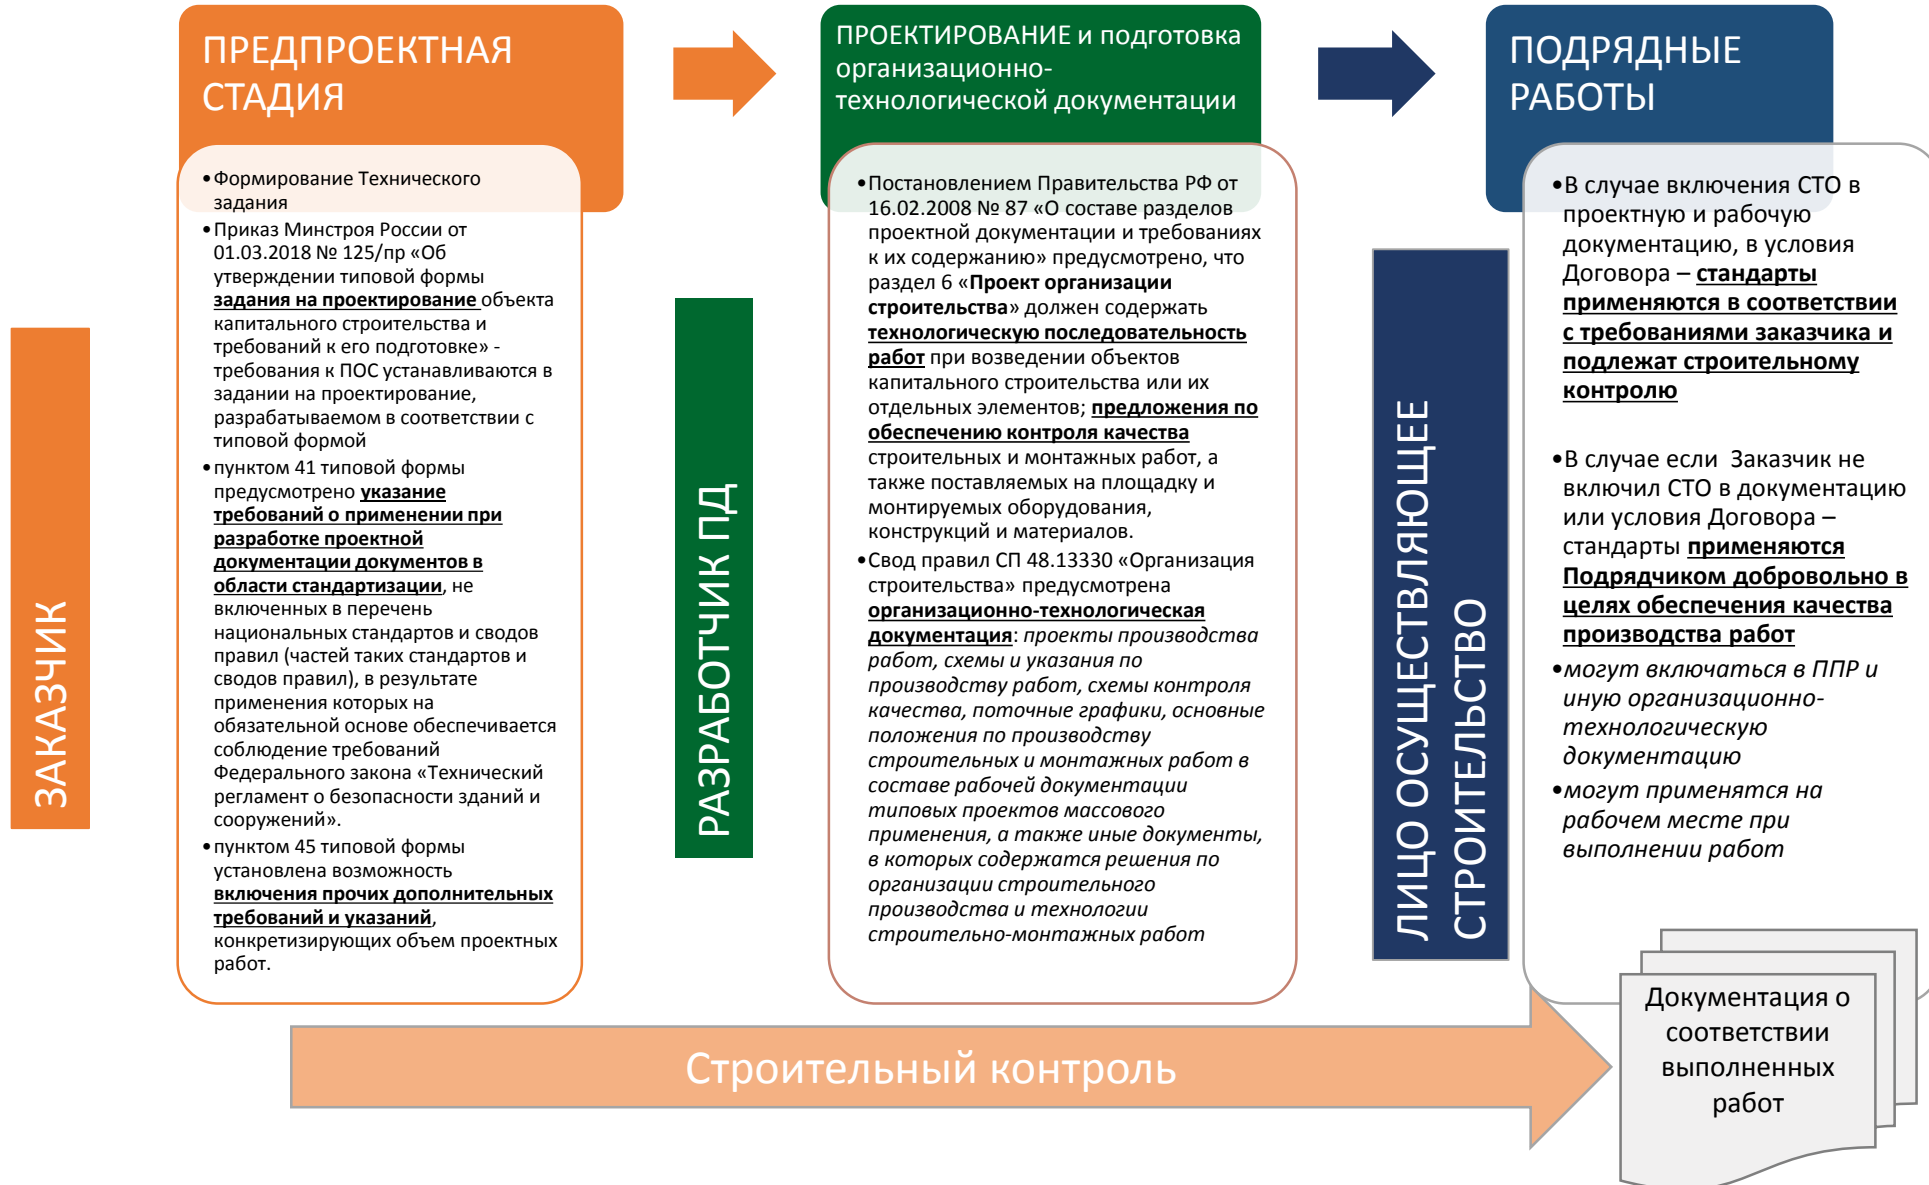 ПРЕДПРОЕКТНАЯ
СТАДИЯ
ЗАКАЗЧИК
•Формирование Технического
задания
•Приказ Минстроя России от
01.03.2018 № 125/пр «Об
утверждении типовой формы
задания на проектирование объекта
капитального строительства и
требований к его подготовке» -
требования к ПОС устанавливаются в
задании на проектирование,
разрабатываемом в соответствии с
типовой формой
•пунктом 41 типовой формы
предусмотрено указание
требований о применении при
разработке проектной
документации документов в
области стандартизации, не
включенных в перечень
национальных стандартов и сводов
правил (частей таких стандартов и
сводов правил), в результате
применения которых на
обязательной основе обеспечивается
соблюдение требований
Федерального закона «Технический
регламент о безопасности зданий и
сооружений».
•пунктом 45 типовой формы
установлена возможность
включения прочих дополнительных
требований и указаний,
конкретизирующих объем проектных
работ.
ПРОЕКТИРОВАНИЕ и подготовка
организационно-
технологической документации
РАЗРАБОТЧИК ПД
•Постановлением Правительства РФ от
16.02.2008 № 87 «О составе разделов
проектной документации и требованиях
к их содержанию» предусмотрено, что
раздел 6 «Проект организации
строительства» должен содержать
технологическую последовательность
работ при возведении объектов
капитального строительства или их
отдельных элементов; предложения по
обеспечению контроля качества
строительных и монтажных работ, а
также поставляемых на площадку и
монтируемых оборудования,
конструкций и материалов.
•Свод правил СП 48.13330 «Организация
строительства» предусмотрена
организационно-технологическая
документация: проекты производства
работ, схемы и указания по
производству работ, схемы контроля
качества, поточные графики, основные
положения по производству
строительных и монтажных работ в
составе рабочей документации
типовых проектов массового
применения, а также иные документы,
в которых содержатся решения по
организации строительного
производства и технологии
строительно-монтажных работ
ПОДРЯДНЫЕ
РАБОТЫ
ЛИЦО ОСУЩЕСТВЛЯЮЩЕЕ
СТРОИТЕЛЬСТВО
•В случае включения СТО в
проектную и рабочую
документацию, в условия
Договора – стандарты
применяются в соответствии
с требованиями заказчика и
подлежат строительному
контролю
•В случае если Заказчик не
включил СТО в документацию
или условия Договора –
стандарты применяются
Подрядчиком добровольно в
целях обеспечения качества
производства работ
•могут включаться в ППР и
иную организационно-
технологическую
документацию
•могут применятся на
рабочем месте при
выполнении работ
Строительный контроль
Документация о
соответствии
выполненных
работ